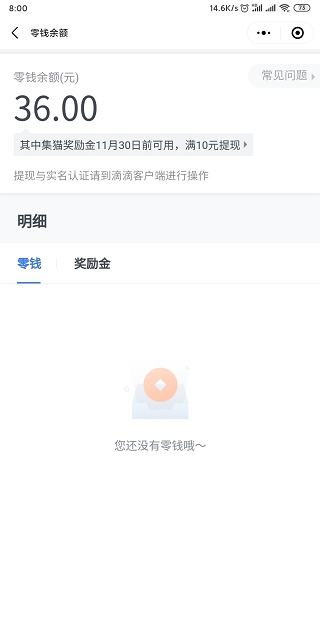 8:00
14.6K/s
73
零钱余额
零钱余额(元)
常见问题
36.00
其中集猫奖励金11月30日前可用，满10元提现
提现与实名认证请到滴滴客户端进行操作
明细
零钱
奖励金
您还没有零钱哦～